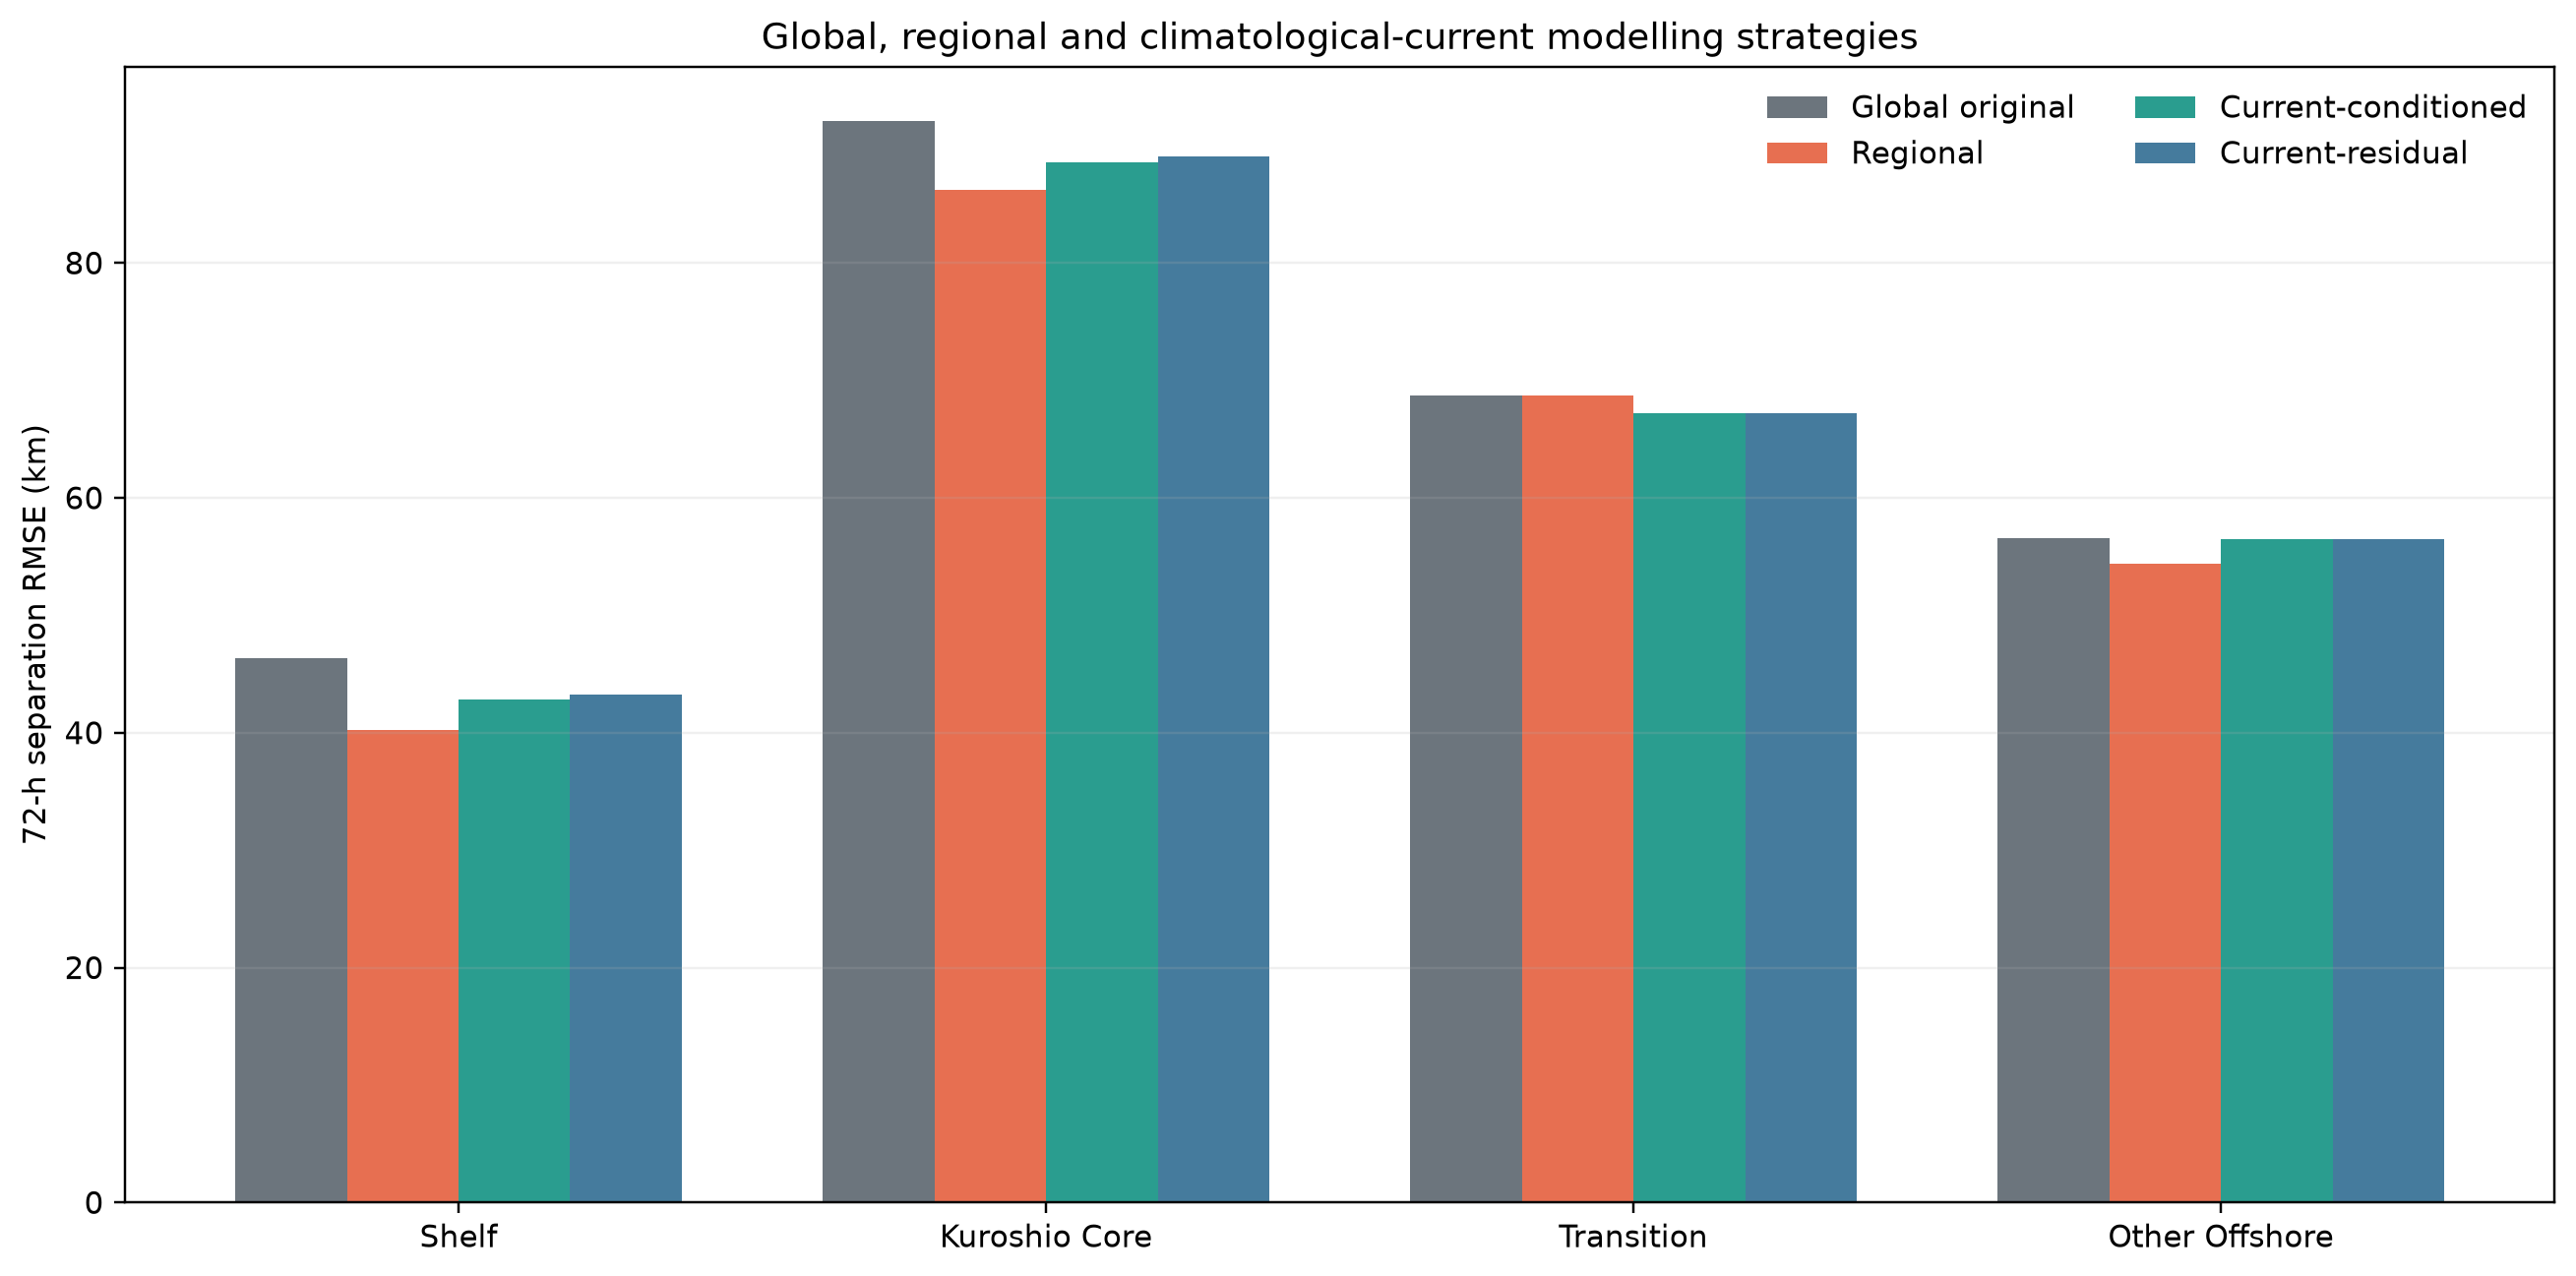 Global, regional and climatological-current modelling strategies
Global original
Regional
Current-conditioned
Current-residual
72-h separation RMSE (km)
80
60
40
20
0
Shelf
Kuroshio Core
Transition
Other Offshore